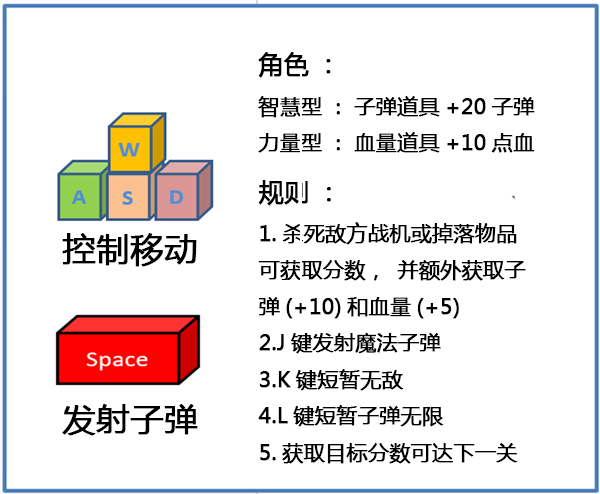 W
A S D
控制移动
Space
发射子弹
角色 ：
智慧型 ： 子弹道具 +20 子弹
力量型 ： 血量道具 +10 点血
规则 ：
1. 杀死敌方战机或掉落物品
可获取分数 ， 并额外获取子
弹 (+10) 和血量 (+5)
2.J 键发射魔法子弹
3.K 键短暂无敌
4.L 键短暂子弹无限
5. 获取目标分数可达下一关